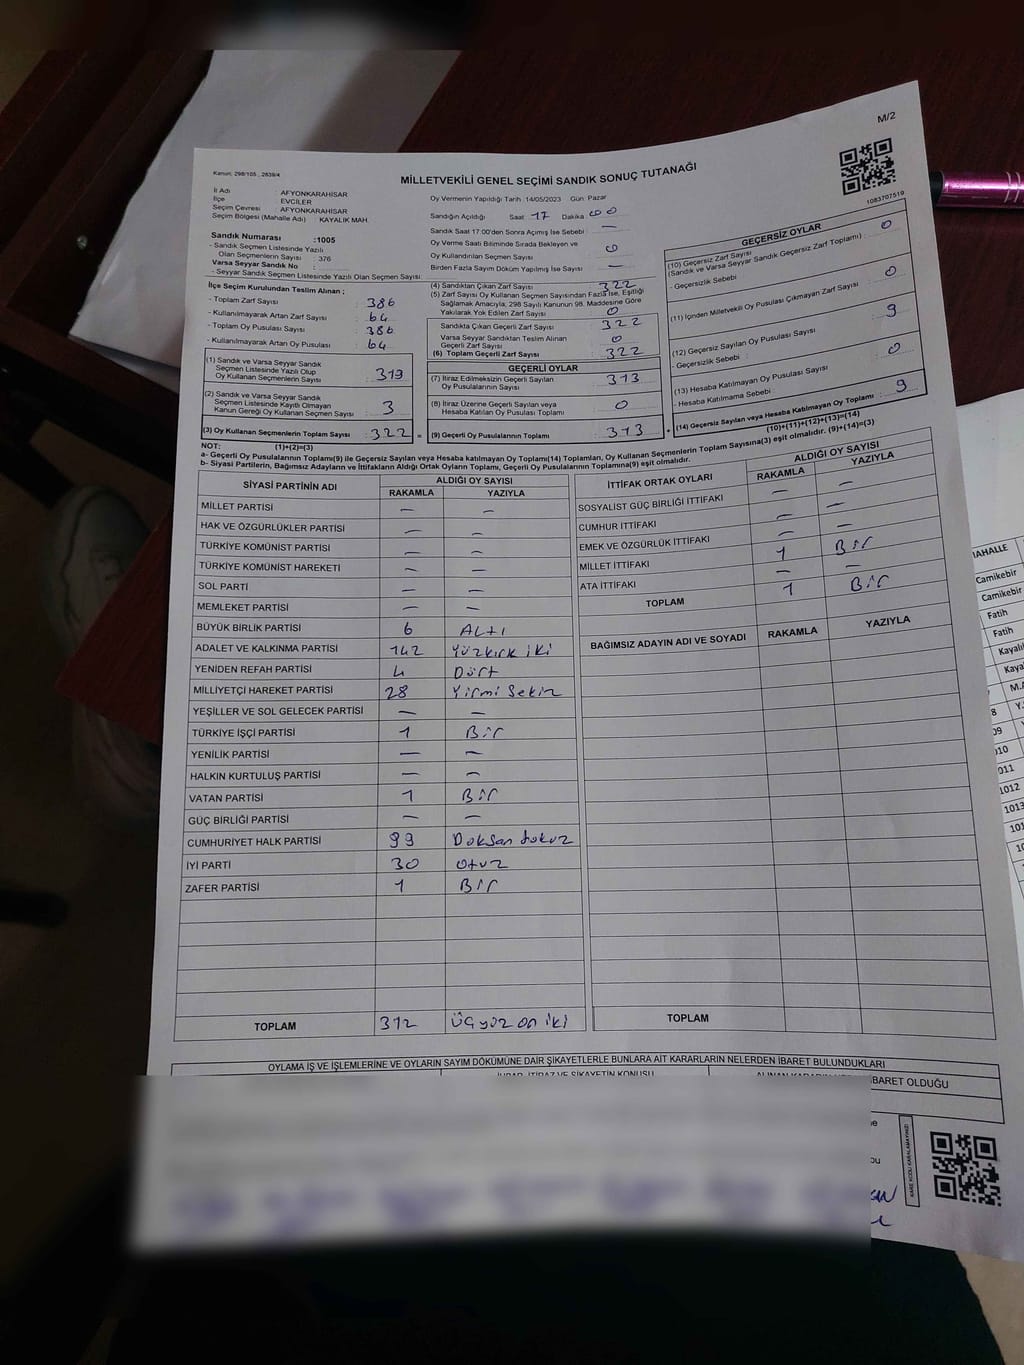 M/2
Kanun: 298/105 , 2839/4
MİLLETVEKİLİ GENEL SEÇİMİ SANDIK SONUÇ TUTANAĞI
1083707519
İl Adı : AFYONKARAHİSAR
İlçe : EVCİLER
Seçim Çevresi : AFYONKARAHİSAR
Seçim Bölgesi (Mahalle Adı) : KAYALIK MAH.
Sandık Numarası :1005
- Sandık Seçmen Listesinde Yazılı
Olan Seçmenlerin Sayısı : 376
Varsa Seyyar Sandık No :
- Seyyar Sandık Seçmen Listesinde Yazılı Olan Seçmen Sayısı
İlçe Seçim Kurulundan Teslim Alınan ;
- Toplam Zarf Sayısı : 386
- Kullanılmayarak Artan Zarf Sayısı : 64
- Toplam Oy Pusulası Sayısı : 386
- Kullanılmayarak Artan Oy Pusulası : 64
(1) Sandık ve Varsa Seyyar Sandık
Seçmen Listesinde Yazılı Olup
Oy Kullanan Seçmenlerin Sayısı : 319
(2) Sandık ve Varsa Seyyar Sandık
Seçmen Listesinde Kayıtlı Olmayan
Kanun Gereği Oy Kullanan Seçmen Sayısı : 3
(3) Oy Kullanan Seçmenlerin Toplam Sayısı : 322
(1)+(2)=(3)
Oy Vermenin Yapıldığı Tarih :14/05/2023 Gün: Pazar
Sandığın Açıldığı Saat: 17 Dakika: 00
Sandık Saat 17:00'den Sonra Açımış İse Sebebi : —
Oy Verme Saati Bitiminde Sırada Bekleyen ve
Oy Kullandırılan Seçmen Sayısı : 0
Birden Fazla Sayım Döküm Yapılmış İse Sayısı : —
(4) Sandıktan Çıkan Zarf Sayısı : 322
(5) Zarf Sayısı Oy Kullanan Seçmen Sayısından Fazla İse, Eşitliği
Sağlamak Amacıyla, 298 Sayılı Kanunun 98. Maddesine Göre
Yakılarak Yok Edilen Zarf Sayısı : 0
Sandıkta Çıkan Geçerli Zarf Sayısı : 322
Varsa Seyyar Sandıktan Teslim Alınan
Geçerli Zarf Sayısı : 0
(6) Toplam Geçerli Zarf Sayısı : 322
GEÇERLİ OYLAR
(7) İtiraz Edilmeksizin Geçerli Sayılan
Oy Pusulalarının Sayısı : 313
(8) İtiraz Üzerine Geçerli Sayılan veya
Hesaba Katılan Oy Pusulası Toplamı : 0
= (9) Geçerli Oy Pusulalarının Toplamı : 313
GEÇERSİZ OYLAR
(10) Geçersiz Zarf Sayısı
(Sandık ve Varsa Seyyar Sandık Geçersiz Zarf Toplamı) : 0
- Geçersizlik Sebebi :
(11) İçinden Milletvekili Oy Pusulası Çıkmayan Zarf Sayısı : 0
(12) Geçersiz Sayılan Oy Pusulası Sayısı : 9
- Geçersizlik Sebebi :
(13) Hesaba Katılmayan Oy Pusulası Sayısı : 0
- Hesaba Katılmama Sebebi :
+ (14) Geçersiz Sayılan veya Hesaba Katılmayan Oy Toplamı : 9
(10)+(11)+(12)+(13)=(14)
NOT:
a- Geçerli Oy Pusulalarının Toplamı(9) ile Geçersiz Sayılan veya Hesaba katılmayan Oy Toplamı(14) Toplamları, Oy Kullanan Seçmenlerin Toplam Sayısına(3) eşit olmalıdır. (9)+(14)=(3)
b- Siyasi Partilerin, Bağımsız Adayların ve İttifakların Aldığı Ortak Oyların Toplamı, Geçerli Oy Pusulalarının Toplamına(9) eşit olmalıdır.
SİYASİ PARTİNİN ADI ALDIĞI OY SAYISI
RAKAMLA YAZIYLA
MİLLET PARTİSİ — —
HAK VE ÖZGÜRLÜKLER PARTİSİ — —
TÜRKİYE KOMÜNİST PARTİSİ — —
TÜRKİYE KOMÜNİST HAREKETİ — —
SOL PARTİ — —
MEMLEKET PARTİSİ — —
BÜYÜK BİRLİK PARTİSİ 6 Altı
ADALET VE KALKINMA PARTİSİ 142 Yüzkırk iki
YENİDEN REFAH PARTİSİ 4 Dört
MİLLİYETÇİ HAREKET PARTİSİ 28 Yirmi Sekiz
YEŞİLLER VE SOL GELECEK PARTİSİ — —
TÜRKİYE İŞÇİ PARTİSİ 1 Bir
YENİLİK PARTİSİ — —
HALKIN KURTULUŞ PARTİSİ — —
VATAN PARTİSİ 1 Bir
GÜÇ BİRLİĞİ PARTİSİ — —
CUMHURİYET HALK PARTİSİ 99 Doksan dokuz
İYİ PARTİ 30 Otuz
ZAFER PARTİSİ 1 Bir
TOPLAM 312 Üçyüz on iki
İTTİFAK ORTAK OYLARI ALDIĞI OY SAYISI
RAKAMLA YAZIYLA
SOSYALİST GÜÇ BİRLİĞİ İTTİFAKI — —
CUMHUR İTTİFAKI — —
EMEK VE ÖZGÜRLÜK İTTİFAKI — —
MİLLET İTTİFAKI 1 Bir
ATA İTTİFAKI — —
TOPLAM 1 Bir
BAĞIMSIZ ADAYIN ADI VE SOYADI RAKAMLA YAZIYLA
TOPLAM
OYLAMA İŞ VE İŞLEMLERİNE VE OYLARIN SAYIM DÖKÜMÜNE DAİR ŞİKAYETLERLE BUNLARA AİT KARARLARIN NELERDEN İBARET BULUNDUKLARI
İHBAR, İTİRAZ VE ŞİKAYETİN KONUSU ALINAN KARARIN NEDEN İBARET OLDUĞU
KARE KODU KARALAMAYINIZ!
MAHALLE
Camikebir
Camikebir
Fatih
Fatih
1012